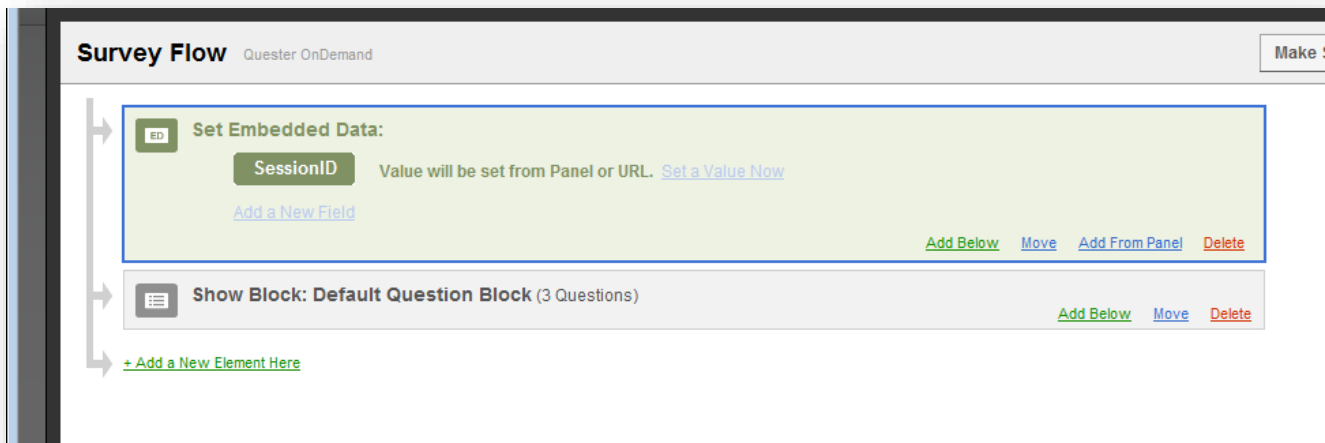 Survey Flow Quester OnDemand
Make
ED Set Embedded Data:
SessionID Value will be set from Panel or URL. Set a Value Now
Add a New Field
Add Below Move Add From Panel Delete
Show Block: Default Question Block (3 Questions)
Add Below Move Delete
+ Add a New Element Here